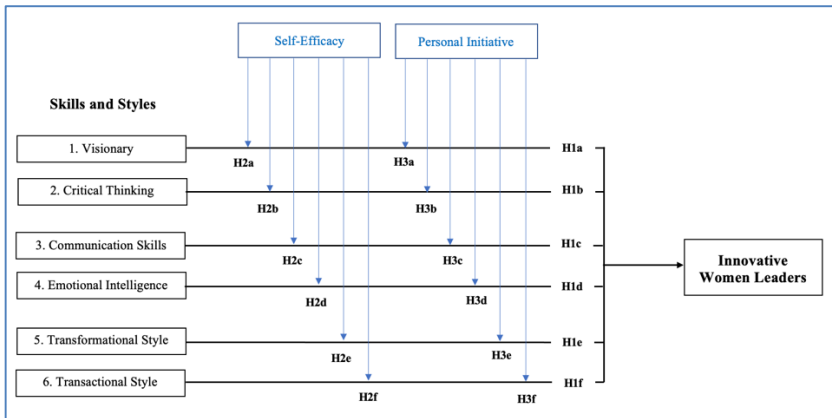 Self-Efficacy
Personal Initiative
Skills and Styles
1. Visionary
H1a
H2a
H3a
2. Critical Thinking
H1b
H2b
H3b
3. Communication Skills
H1c
H2c
H3c
Innovative
Women Leaders
4. Emotional Intelligence
H1d
H2d
H3d
5. Transformational Style
H1e
H2e
H3e
6. Transactional Style
H1f
H2f
H3f